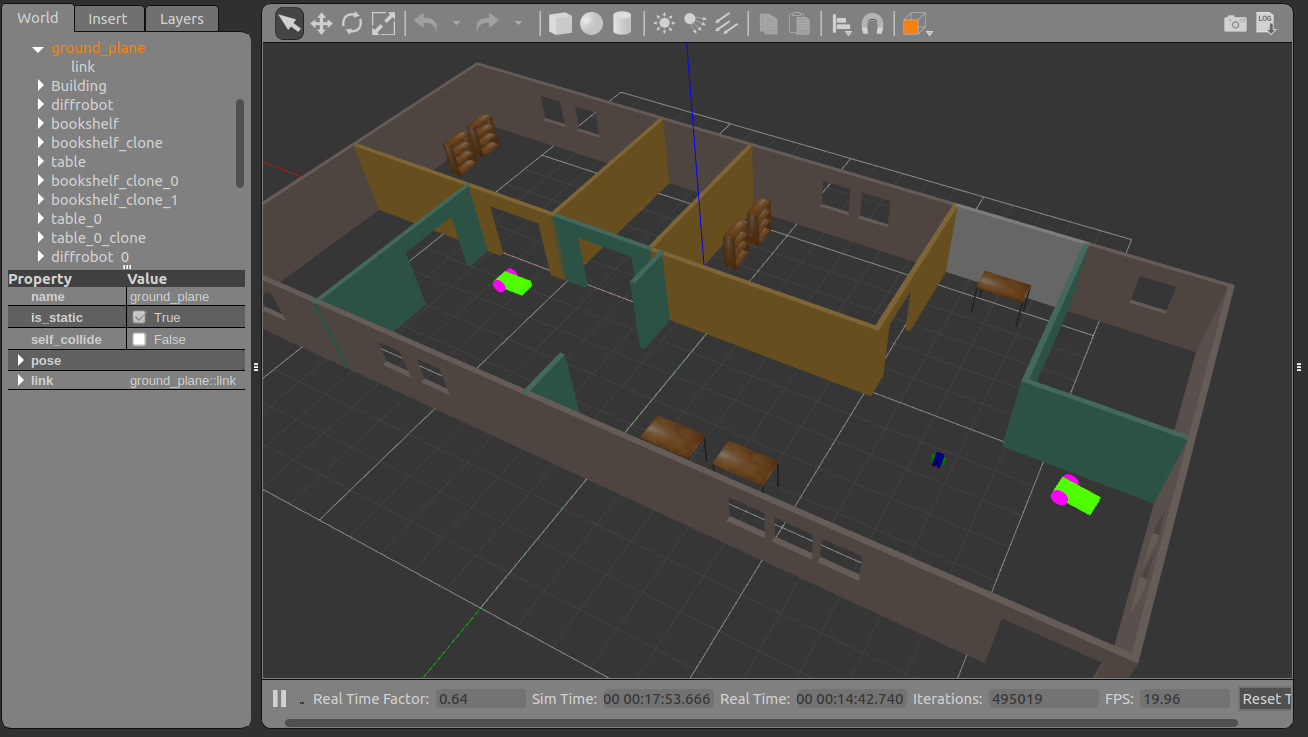 World Insert Layers
ground_plane
link
Building
diffrobot
bookshelf
bookshelf_clone
table
bookshelf_clone_0
bookshelf_clone_1
table_0
table_0_clone
diffrobot_0
Property Value
name ground_plane
is_static True
self_collide False
pose
link ground_plane::link
LOG
Real Time Factor: 0.64 Sim Time: 00 00:17:53.666 Real Time: 00 00:14:42.740 Iterations: 495019 FPS: 19.96 Reset T